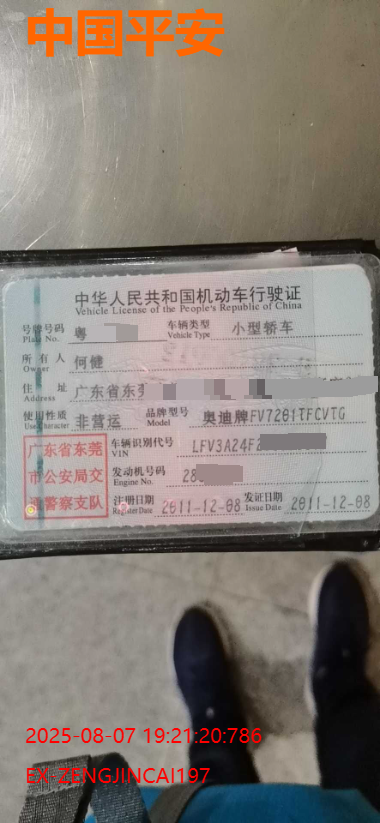 中国平安
中华人民共和国机动车行驶证
Vehicle License of the People's Republic of China
号牌号码 粤 车辆类型 小型轿车
Plate No. Vehicle Type
所有人 何健
Owner
住址 广东省东莞
Address
使用性质 非营运 品牌型号 奥迪牌FV7201TFCVTG
Use Character Model
广东省东莞 车辆识别代号 LFV3A24F2
VIN
市公安局交 发动机号码 28
Engine No.
通警察支队 注册日期 2011-12-08 发证日期 2011-12-08
Register Date Issue Date
2025-08-07 19:21:20:786
EX-ZENGJINCAI197